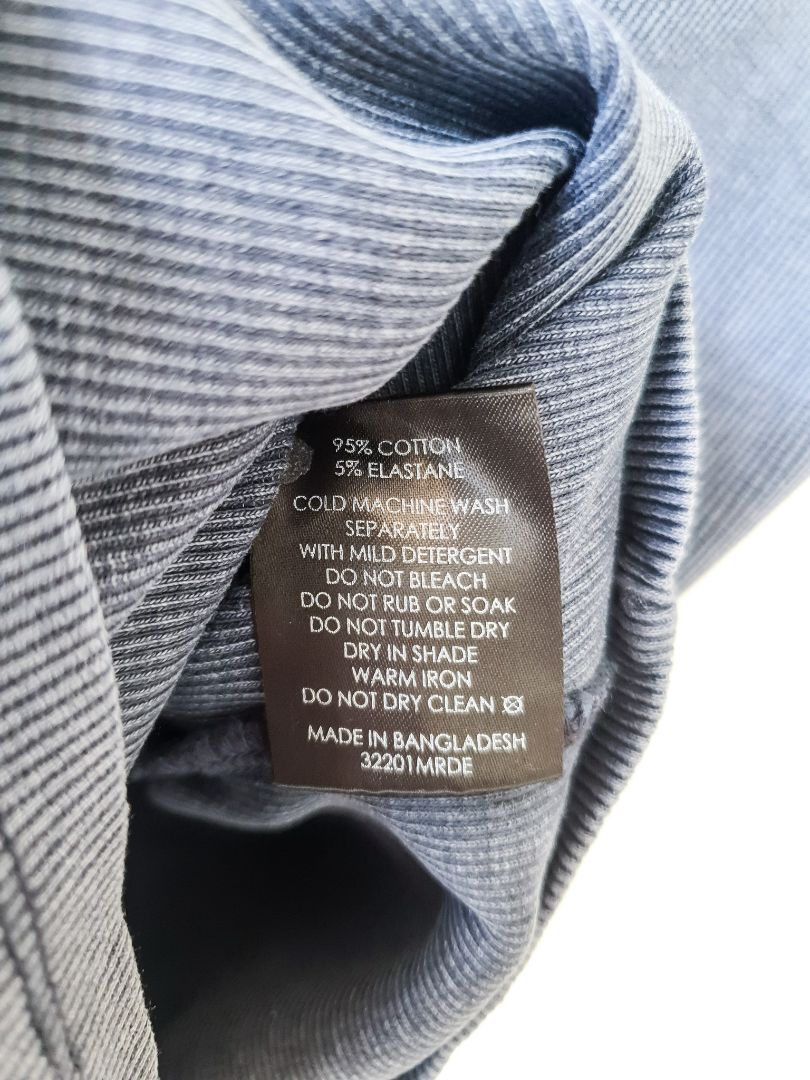 95% COTTON
5% ELASTANE
COLD MACHINE WASH
SEPARATELY
WITH MILD DETERGENT
DO NOT BLEACH
DO NOT RUB OR SOAK
DO NOT TUMBLE DRY
DRY IN SHADE
WARM IRON
DO NOT DRY CLEAN
MADE IN BANGLADESH
32201MRDE